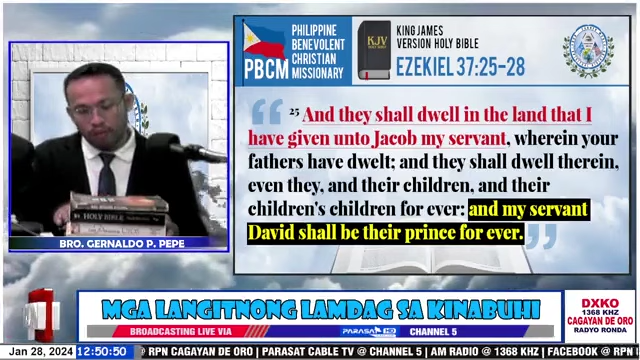 PBCM
PHILIPPINE
BENEVOLENT
CHRISTIAN
MISSIONARY
KJV
KING JAMES
VERSION HOLY BIBLE
EZEKIEL 37:25-28
25 And they shall dwell in the land that I
have given unto Jacob my servant, wherein your
fathers have dwelt; and they shall dwell therein,
even they, and their children, and their
children's children for ever: and my servant
David shall be their prince for ever.
HOLY BIBLE
BRO. GERNALDO P. PEPE
MGA LANGITNONG LAMDAG SA KINABUHI
BROADCASTING LIVE VIA
PARASAT HD
CHANNEL 5
DXKO
1368 KHZ
CAGAYAN DE ORO
RADYO RONDA
Jan 28, 2024
12:50:50
@ RPN CAGAYAN DE ORO | PARASAT CABLE TV @ CHANNEL 5 | AM RADIO @ 1368 KHZ | FACEBOOK @ RPN